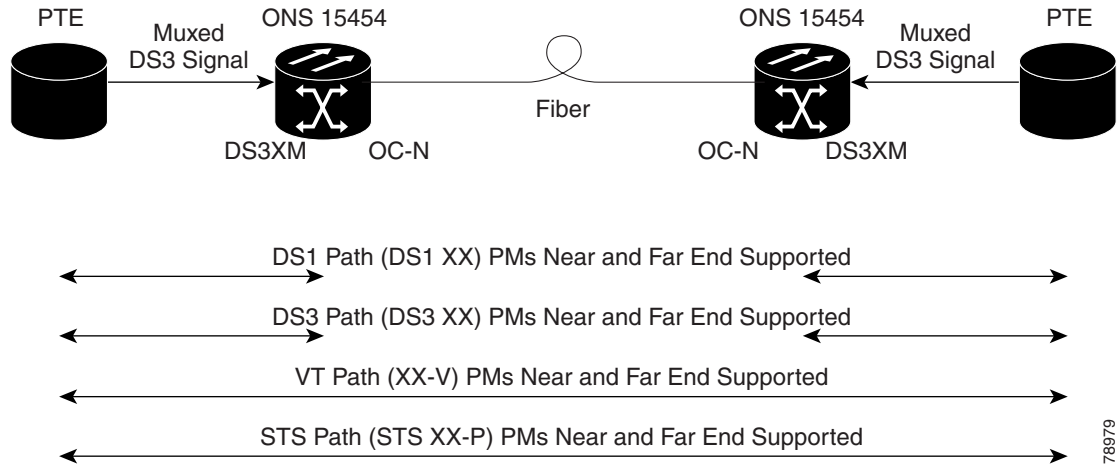 PTE
ONS 15454
ONS 15454
PTE
Muxed
DS3 Signal
Muxed
DS3 Signal
Fiber
DS3XM
OC-N
OC-N
DS3XM
DS1 Path (DS1 XX) PMs Near and Far End Supported
DS3 Path (DS3 XX) PMs Near and Far End Supported
VT Path (XX-V) PMs Near and Far End Supported
STS Path (STS XX-P) PMs Near and Far End Supported
78979